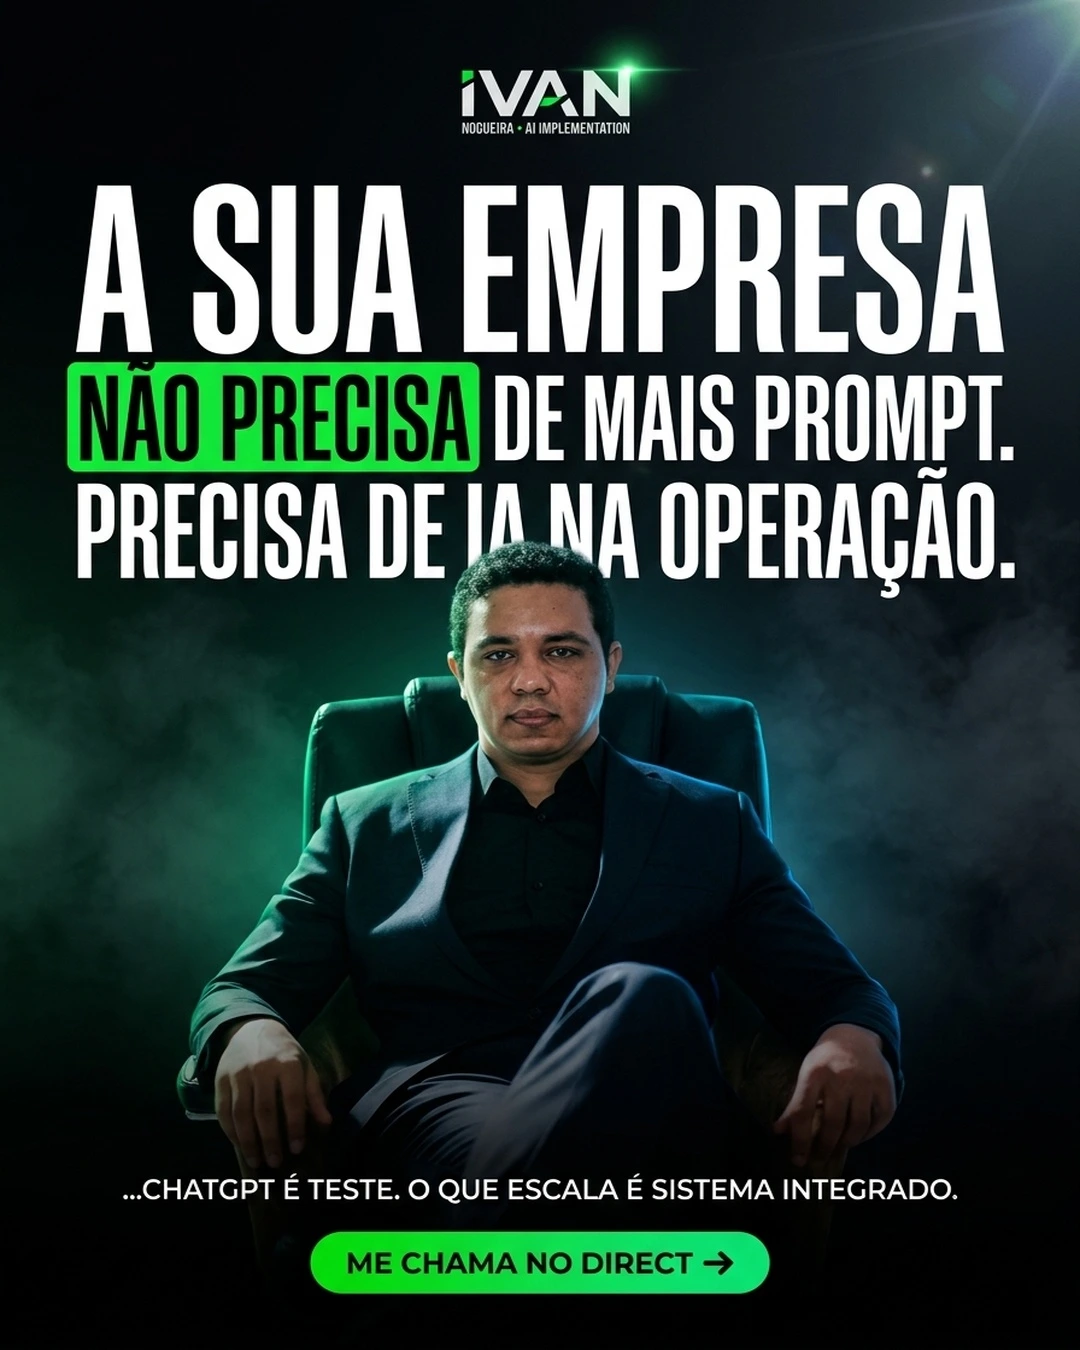 IVAN
NOGUEIRA • AI IMPLEMENTATION
A SUA EMPRESA
NÃO PRECISA DE MAIS PROMPT.
PRECISA DE IA NA OPERAÇÃO.
...CHATGPT É TESTE. O QUE ESCALA É SISTEMA INTEGRADO.
ME CHAMA NO DIRECT →